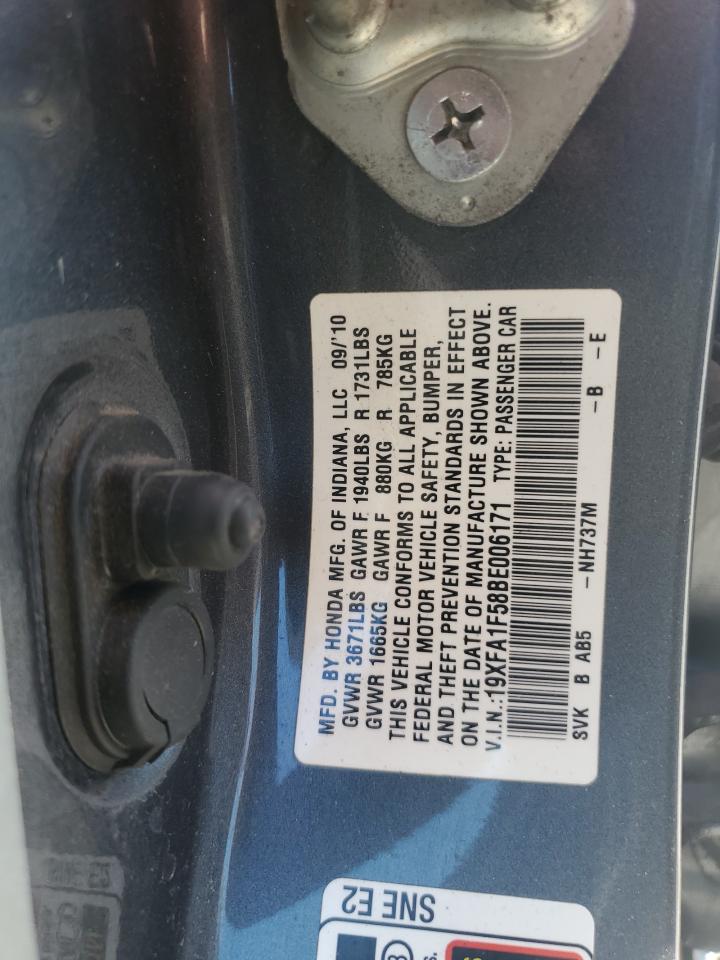 MFD. BY HONDA MFG. OF INDIANA, LLC 09/'10
GVWR 3671LBS GAWR F 1940LBS R 1731LBS
GVWR 1665KG GAWR F 880KG R 785KG
THIS VEHICLE CONFORMS TO ALL APPLICABLE
FEDERAL MOTOR VEHICLE SAFETY, BUMPER,
AND THEFT PREVENTION STANDARDS IN EFFECT
ON THE DATE OF MANUFACTURE SHOWN ABOVE.
V.I.N.:19XFA1F58BE006171 TYPE: PASSENGER CAR
SVK B AB5 -NH737M -B -E
SNE E2